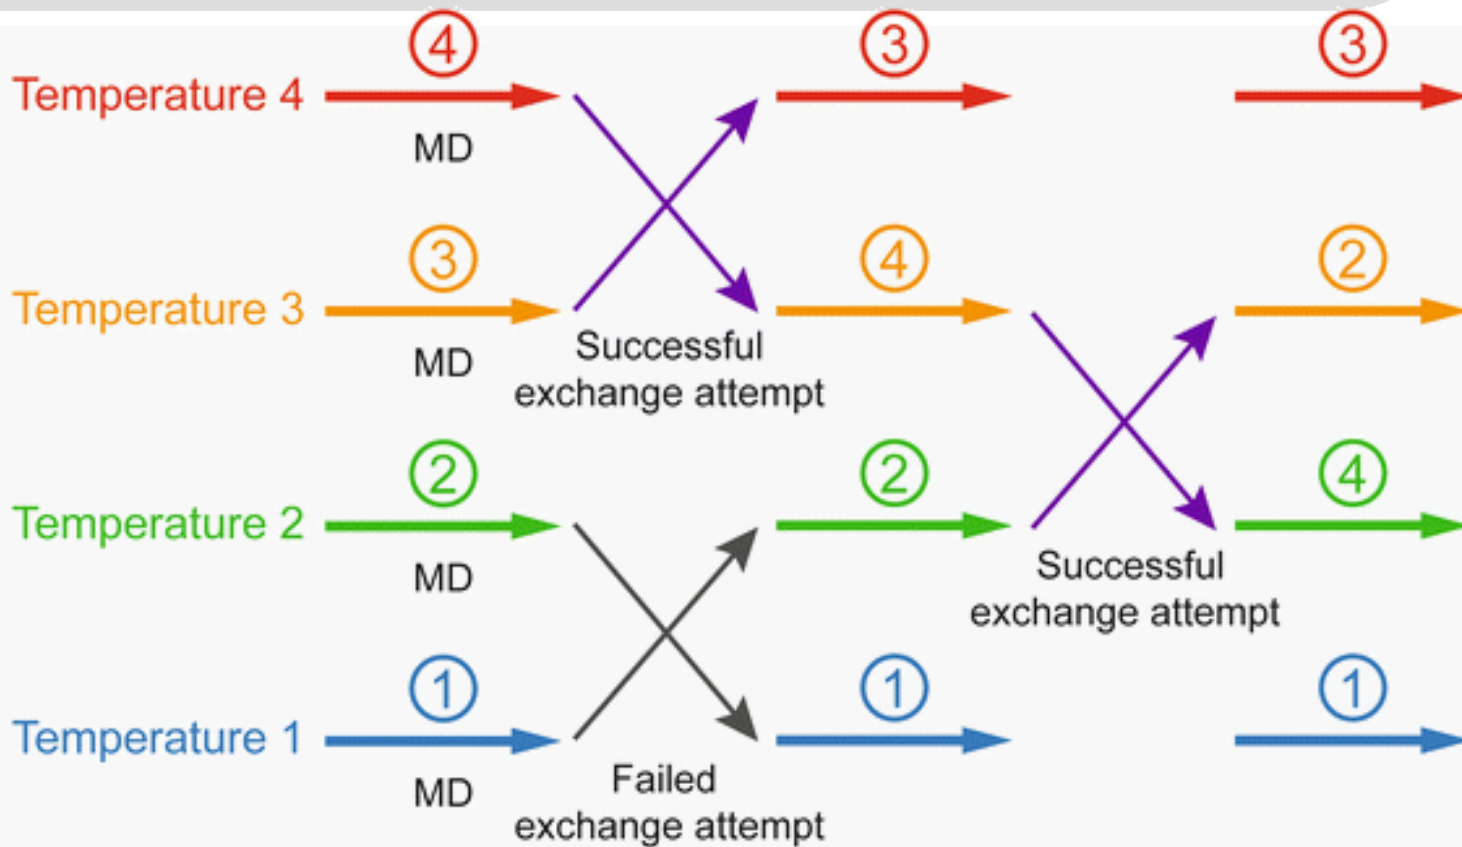 4
3
3
Temperature 4
MD
3
4
2
Temperature 3
MD
Successful
exchange attempt
2
2
4
Temperature 2
MD
Successful
exchange attempt
1
1
1
Temperature 1
MD
Failed
exchange attempt